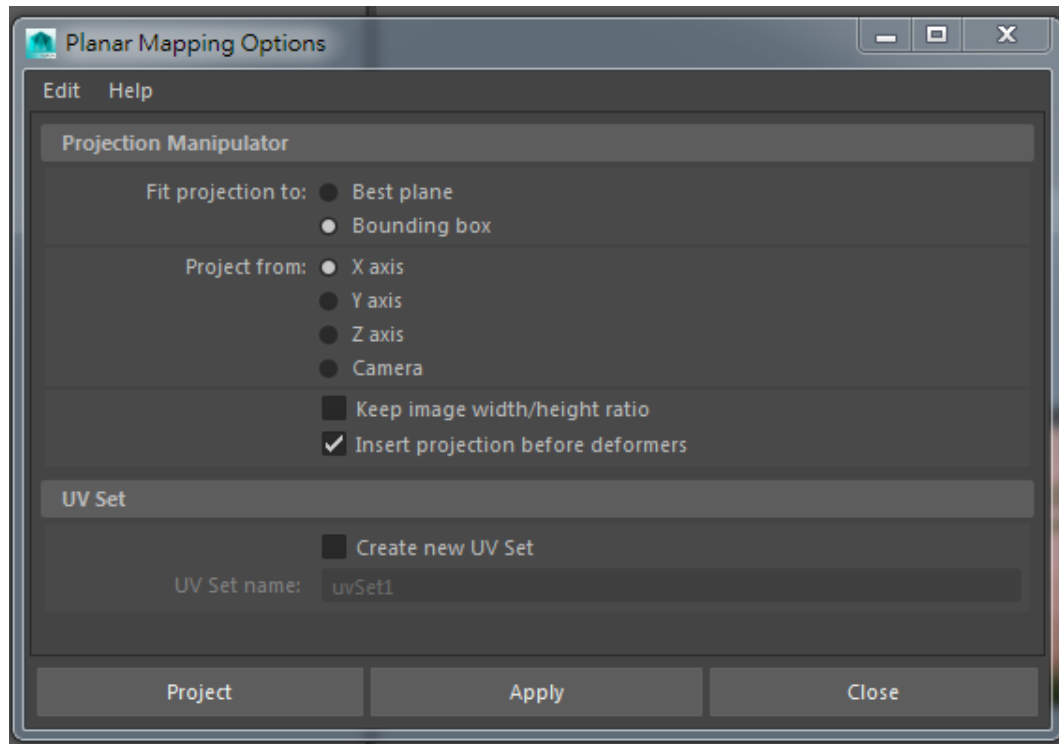 Planar Mapping Options
Edit Help
Projection Manipulator
Fit projection to: Best plane
Bounding box
Project from: X axis
Y axis
Z axis
Camera
Keep image width/height ratio
Insert projection before deformers
UV Set
Create new UV Set
UV Set name: uvSet1
Project Apply Close